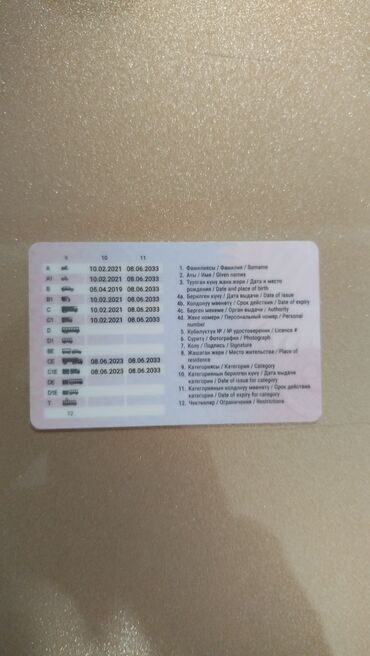 9 10 11
A 10.02.2021 08.06.2033
A1 10.02.2021 08.06.2033
B 05.04.2019 08.06.2033
B1 10.02.2021 08.06.2033
C 10.02.2021 08.06.2033
C1 10.02.2021 08.06.2033
D
D1
BE
CE 08.06.2023 08.06.2033
C1E 08.06.2023 08.06.2033
DE
D1E
T
12
1. Фамилиясы / Фамилия / Surname
2. Аты / Имя / Given names
3. Туулган күнү жана жери / Дата и место
рождения / Date and place of birth
4a. Берилген күнү / Дата выдачи / Date of issue
4b. Колдонуу мөөнөтү / Срок действия / Date of expiry
4c. Берген мекеме / Орган выдачи / Authority
4d. Жеке номери / Персональный номер / Personal
number
5. Күбөлүктүн № / № удостоверения / Licence #
6. Сүрөтү / Фотография / Photograph
7. Колу / Подпись / Signature
8. Жашаган жери / Место жительства / Place of
residence
9. Категориясы / Категория / Category
10. Категориянын берилген күнү / Дата выдачи
категории / Date of issue for category
11. Категориянын колдонуу мөөнөтү / Срок действия
категории / Date of expiry for category
12. Чектөөлөр / Ограничения / Restrictions